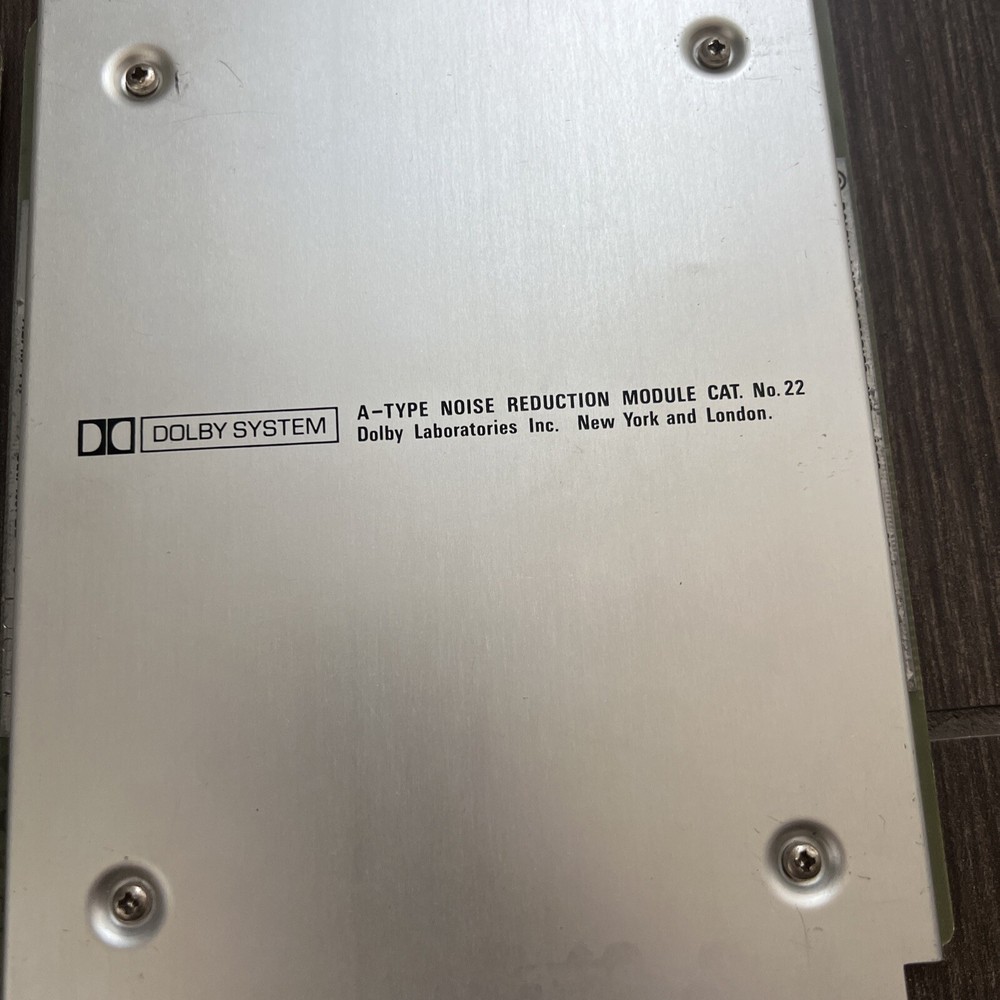 DOLBY SYSTEM
A-TYPE NOISE REDUCTION MODULE CAT. No. 22
Dolby Laboratories Inc. New York and London.